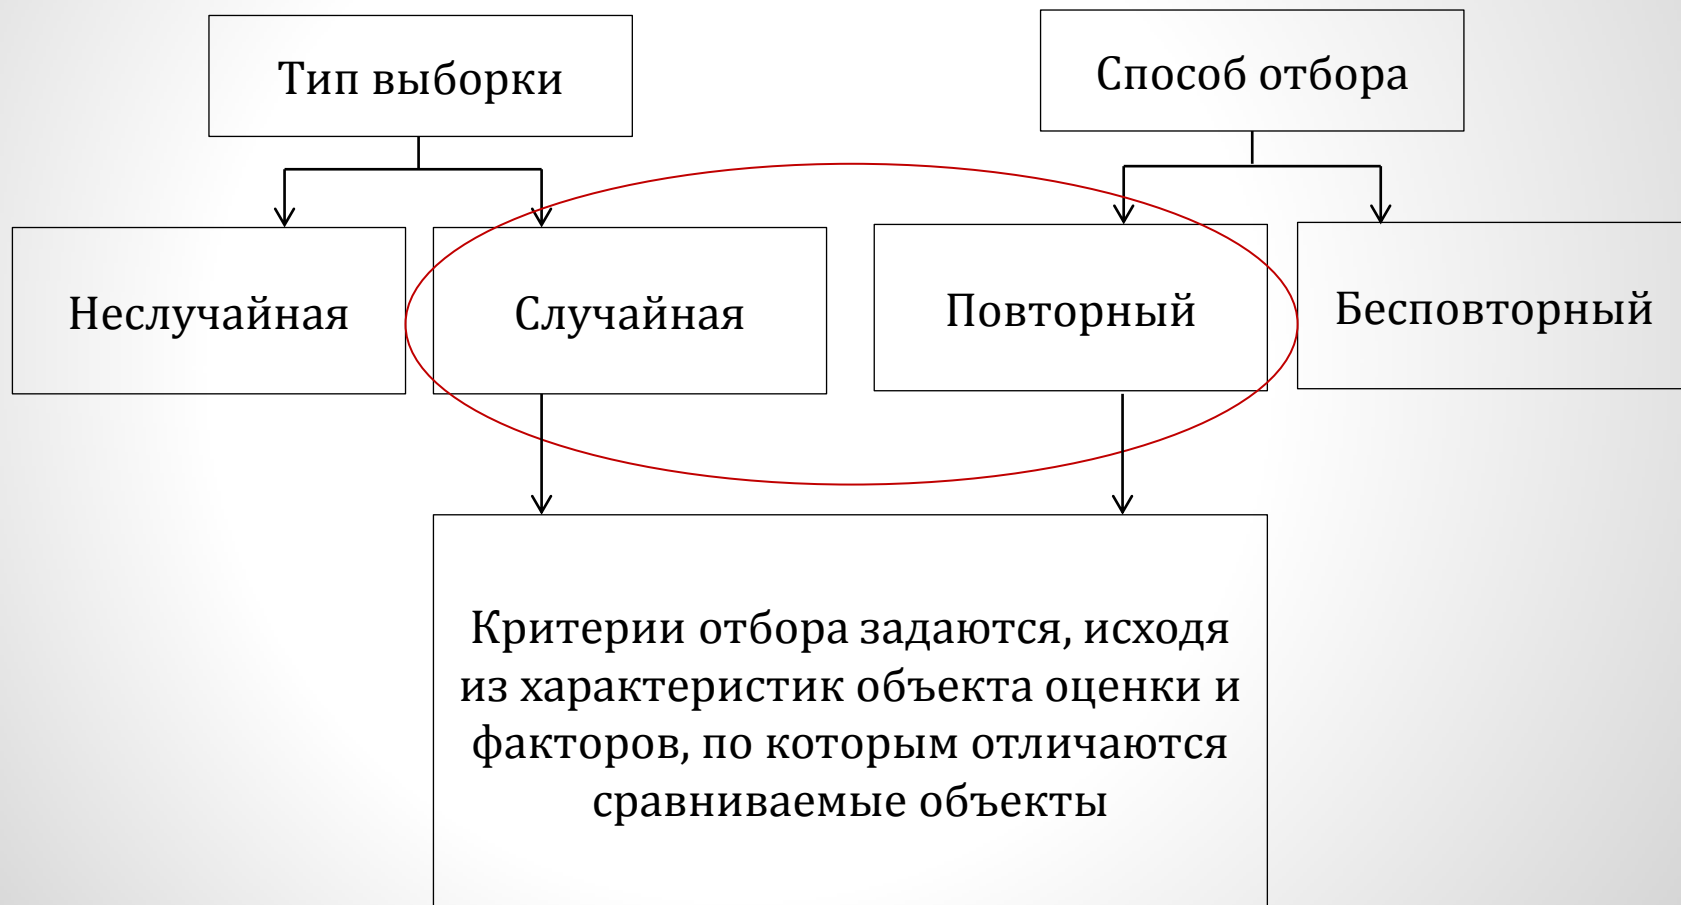 Тип выборки
Способ отбора
Неслучайная
Случайная
Повторный
Бесповторный
Критерии отбора задаются, исходя
из характеристик объекта оценки и
факторов, по которым отличаются
сравниваемые объекты